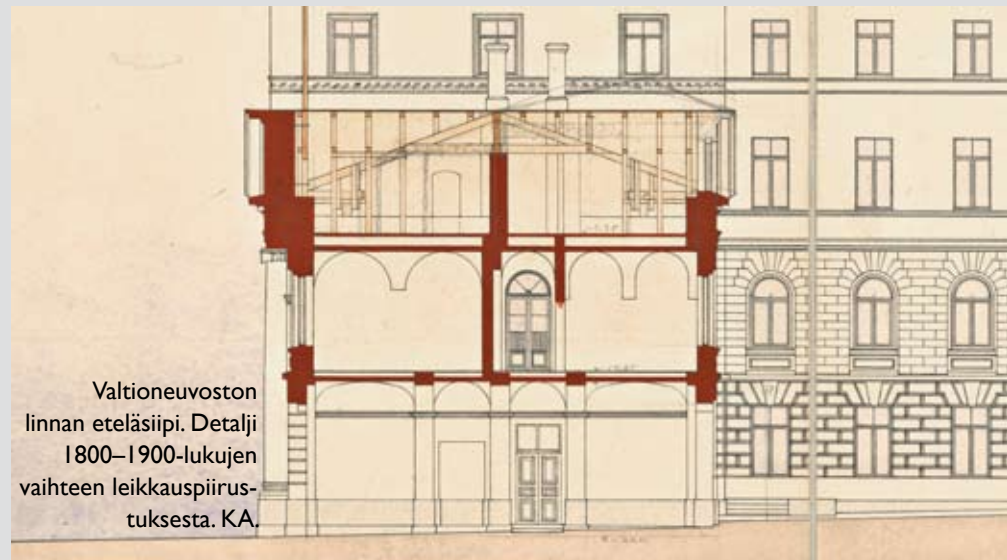 Valtioneuvoston
linnan eteläsiipi. Detalji
1800–1900-lukujen
vaihteen leikkauspiirus-
tuksesta. KA.